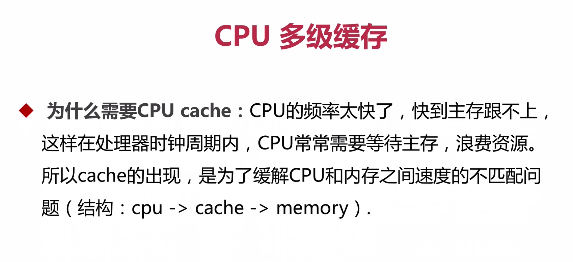 CPU 多级缓存
◆ 为什么需要CPU cache：CPU的频率太快了，快到主存跟不上，
这样在处理器时钟周期内，CPU常常需要等待主存，浪费资源。
所以cache的出现，是为了缓解CPU和内存之间速度的不匹配问
题（结构：cpu -> cache -> memory）.